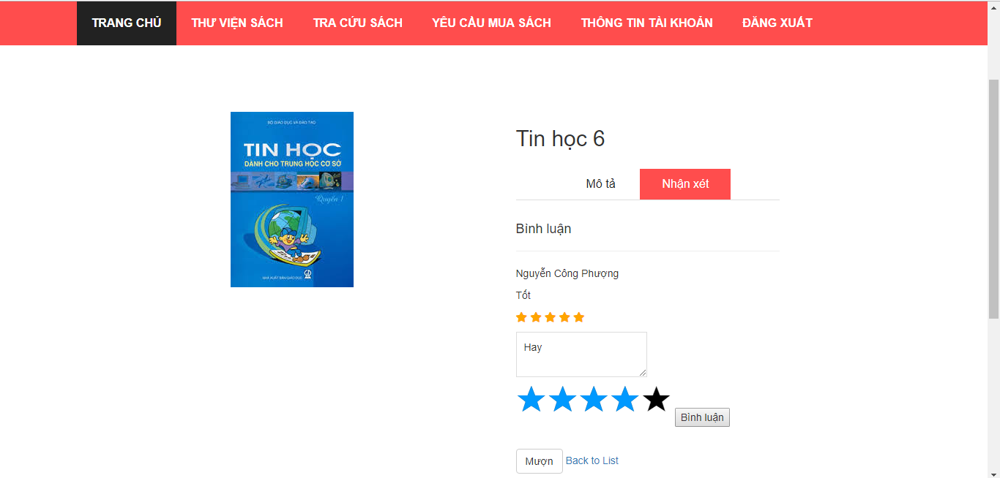 TRANG CHỦ THƯ VIỆN SÁCH TRA CỨU SÁCH YÊU CẦU MUA SÁCH THÔNG TIN TÀI KHOẢN ĐĂNG XUẤT
BỘ GIÁO DỤC VÀ ĐÀO TẠO
TIN HỌC
DÀNH CHO TRUNG HỌC CƠ SỞ
Quyển 1
NHÀ XUẤT BẢN GIÁO DỤC
Tin học 6
Mô tả Nhận xét
Bình luận
Nguyễn Công Phượng
Tốt
Hay
Bình luận
Mượn Back to List